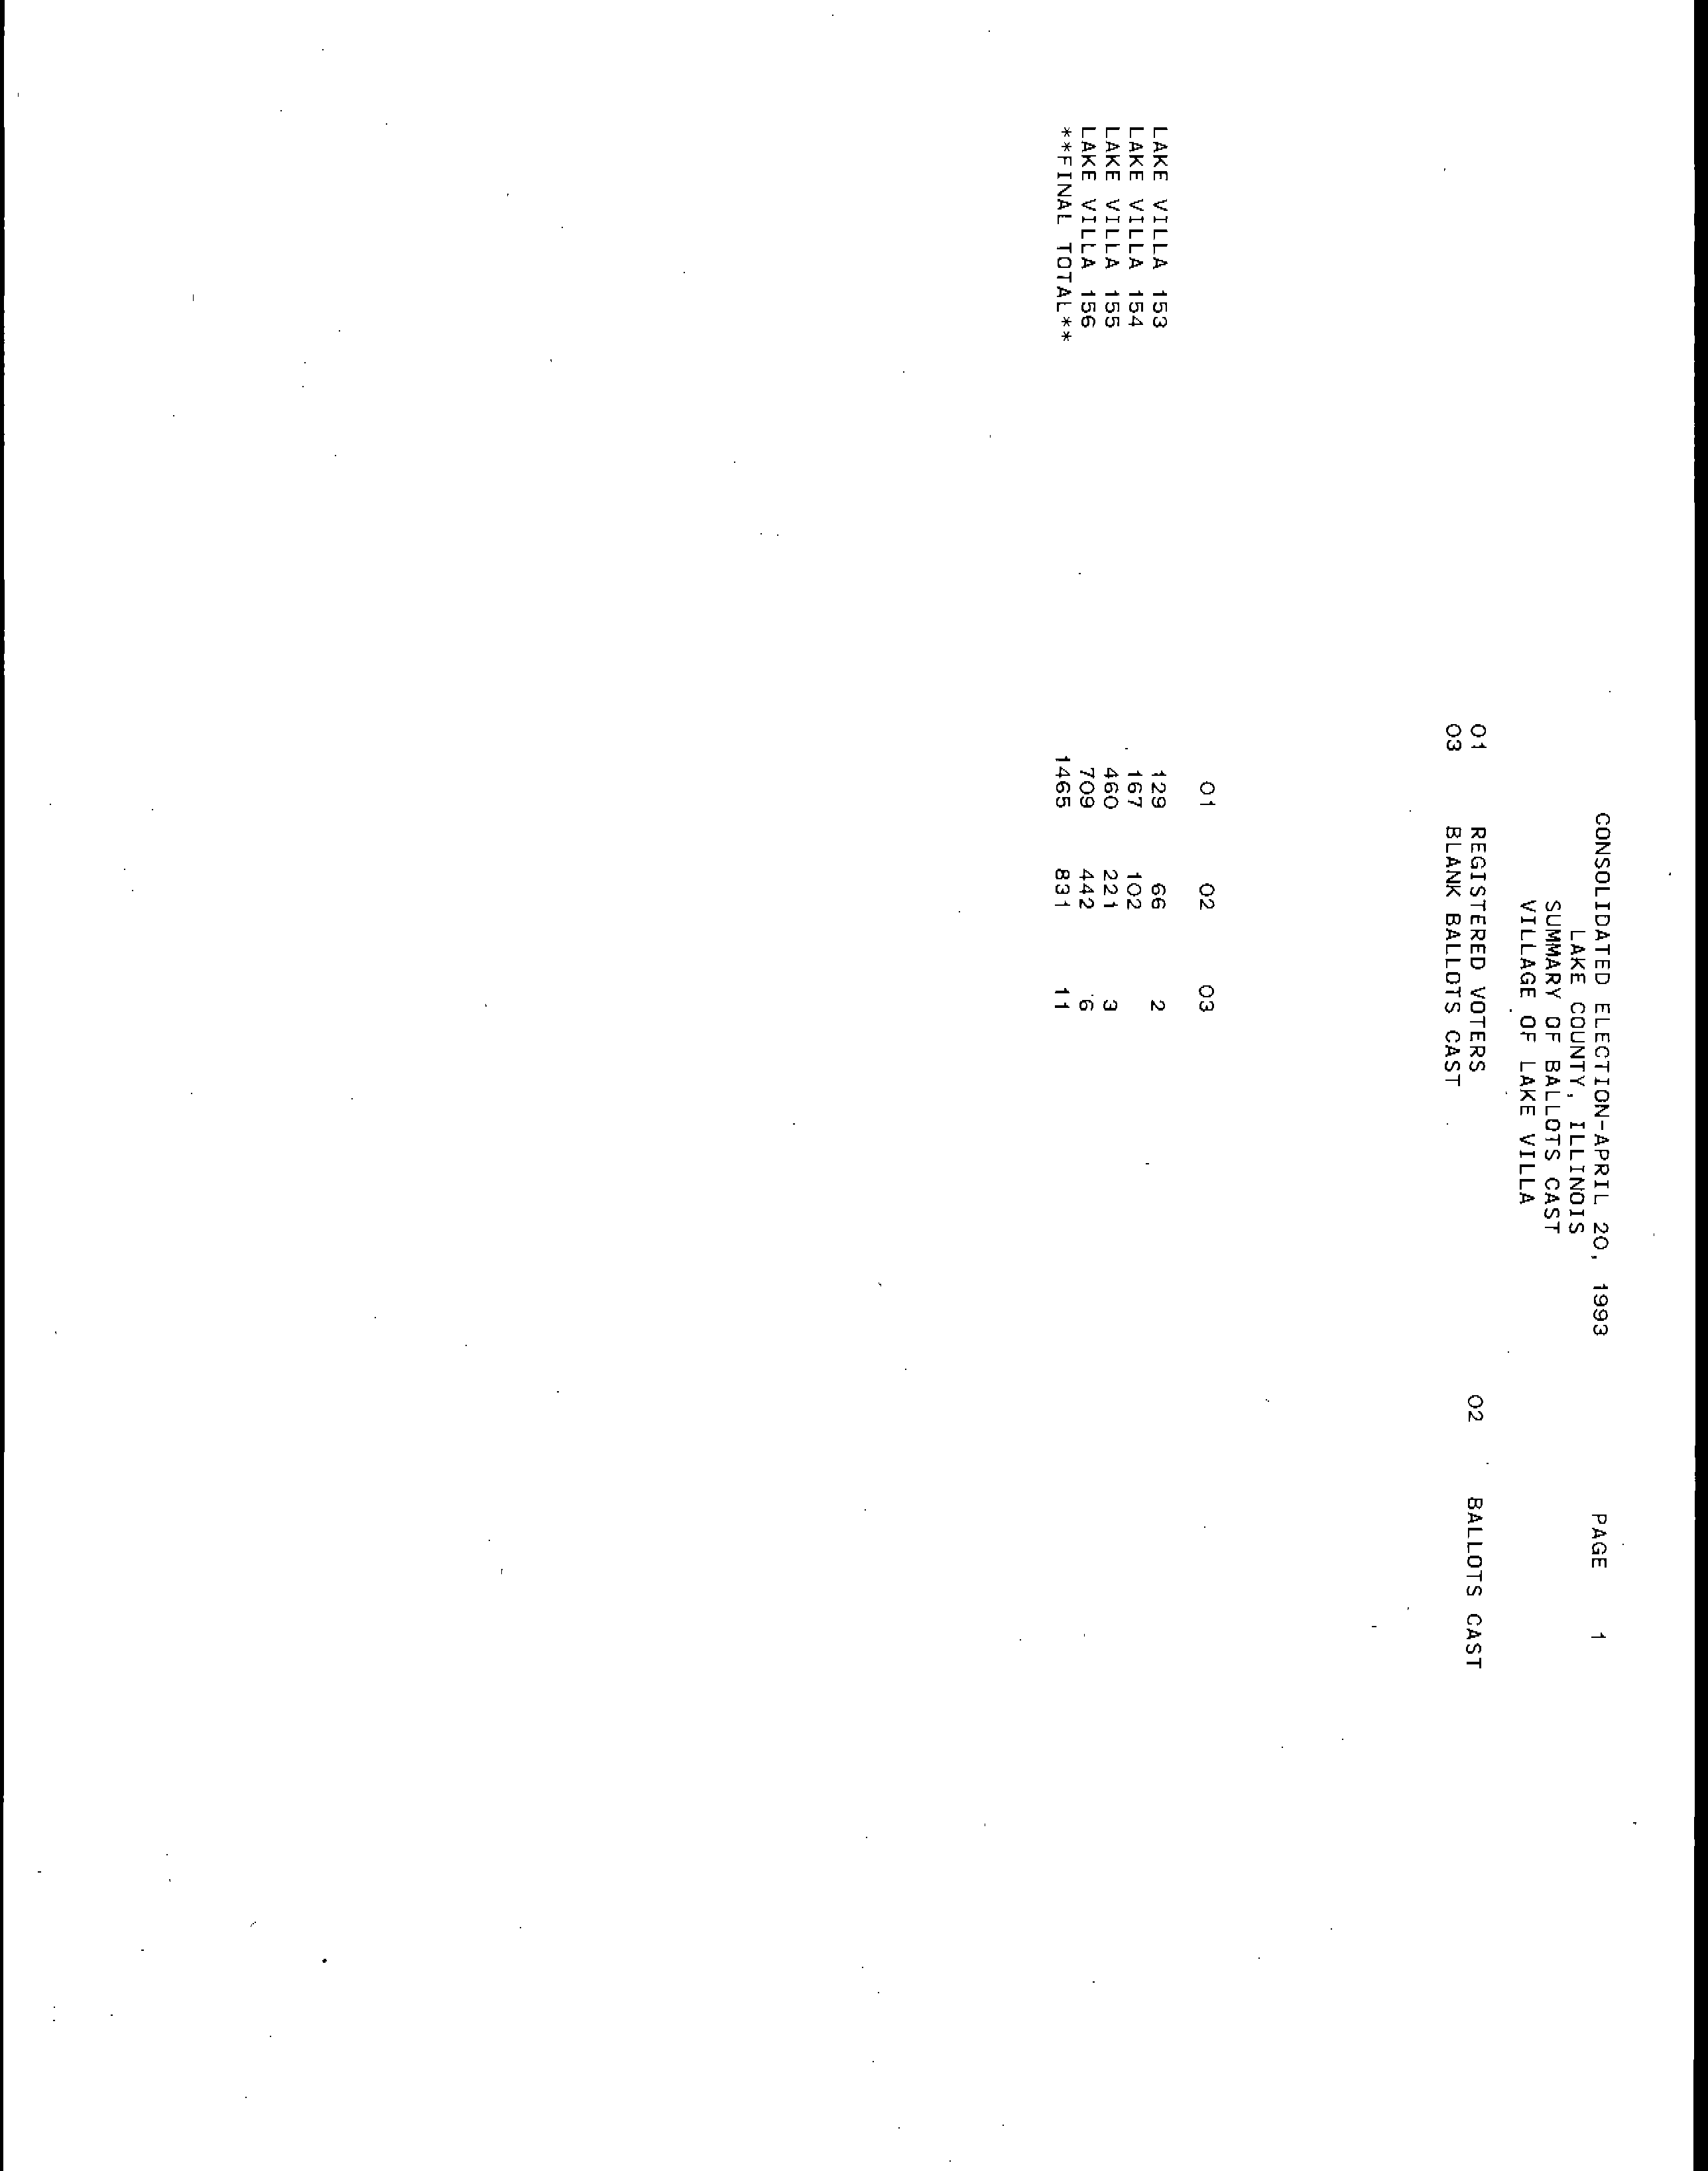 CONSOLIDATED ELECTION-APRIL 20, 1993 PAGE 1
LAKE COUNTY, ILLINOIS
SUMMARY OF BALLOTS CAST
VILLAGE OF LAKE VILLA
01 REGISTERED VOTERS 02 BALLOTS CAST
03 BLANK BALLOTS CAST
01 02 03
LAKE VILLA 153 129 66 2
LAKE VILLA 154 167 102
LAKE VILLA 155 460 221 3
LAKE VILLA 156 709 442 6
**FINAL TOTAL** 1465 831 11